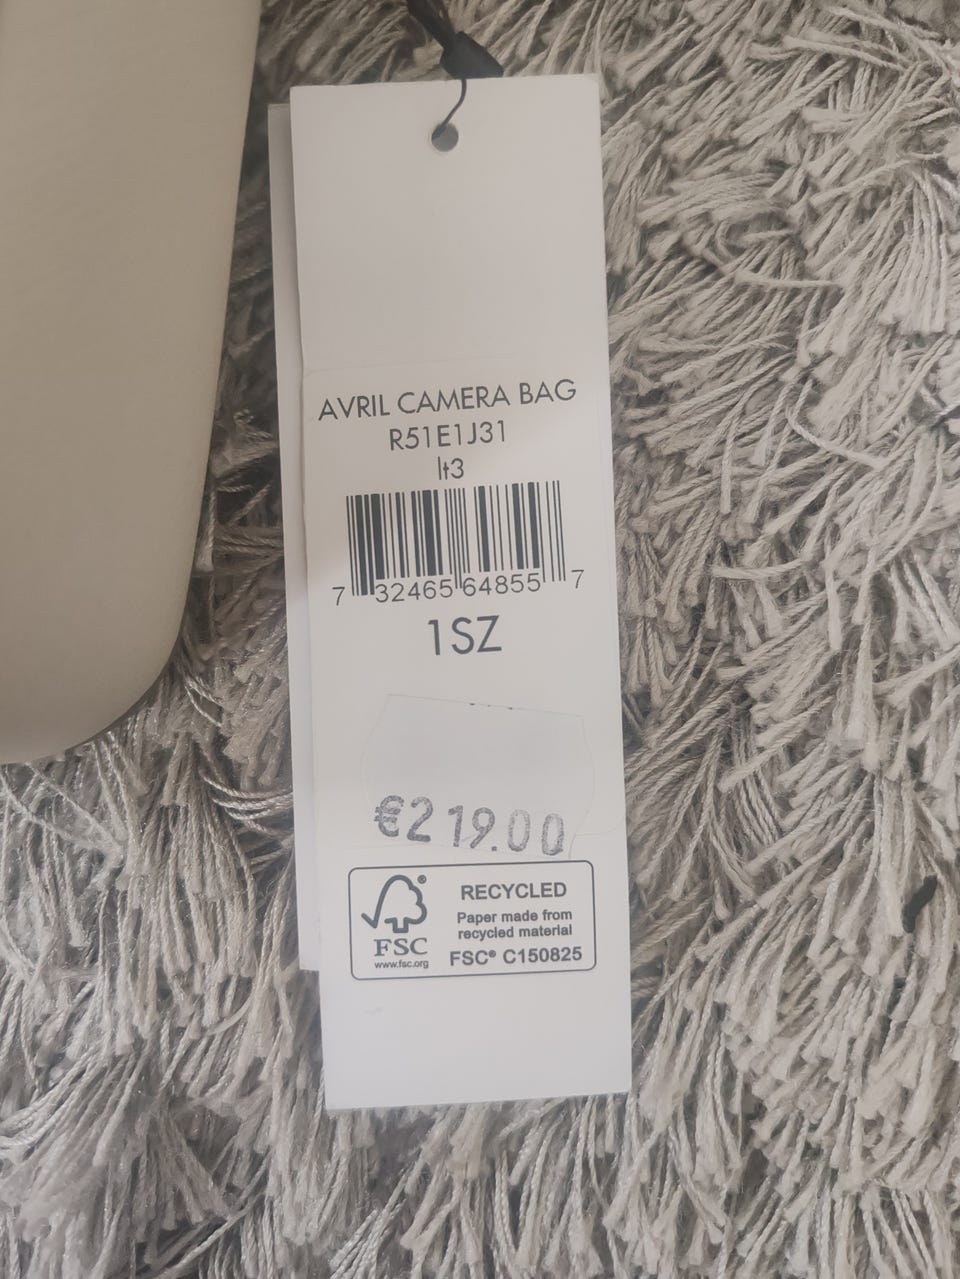 AVRIL CAMERA BAG
R51E1J31
lt3
7 32465 64855 7
1SZ
€219.00
RECYCLED
Paper made from
recycled material
FSC® C150825
FSC®
www.fsc.org